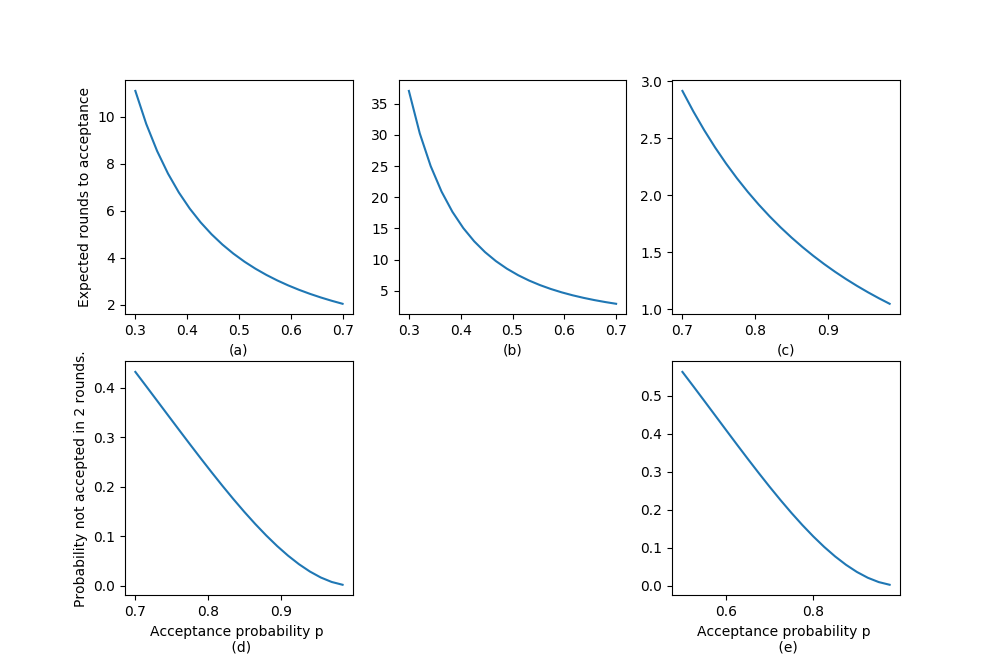 Expected rounds to acceptance
10
8
6
4
2
0.3 0.4 0.5 0.6 0.7
(a)
35
30
25
20
15
10
5
0.3 0.4 0.5 0.6 0.7
(b)
3.0
2.5
2.0
1.5
1.0
0.7 0.8 0.9
(c)
Probability not accepted in 2 rounds.
0.4
0.3
0.2
0.1
0.0
0.7 0.8 0.9
Acceptance probability p
(d)
0.5
0.4
0.3
0.2
0.1
0.0
0.6 0.8
Acceptance probability p
(e)